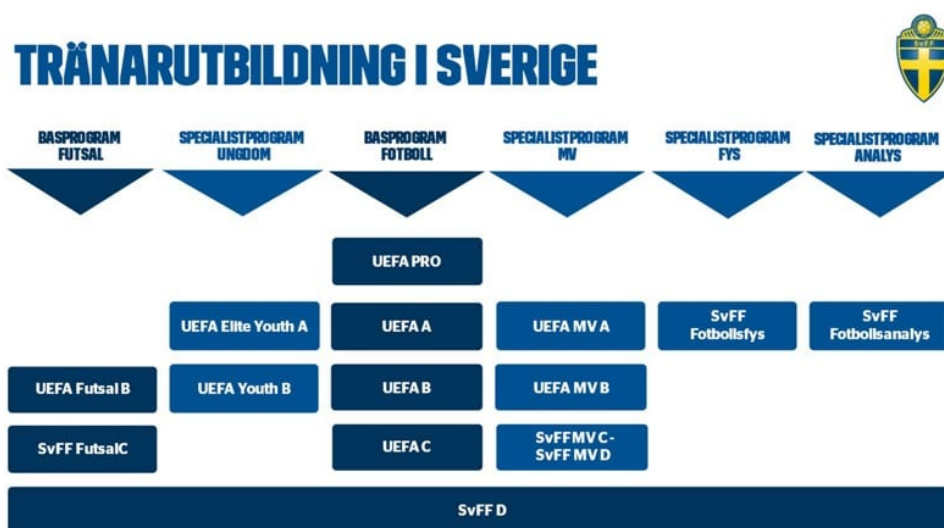 TRÄNARUTBILDNING I SVERIGE
SvFF
BASPROGRAM
FUTSAL
SPECIALISTPROGRAM
UNGDOM
BASPROGRAM
FOTBOLL
SPECIALISTPROGRAM
MV
SPECIALISTPROGRAM
FYS
SPECIALISTPROGRAM
ANALYS
UEFA PRO
UEFA Elite Youth A
UEFA A
UEFA MV A
SvFF
Fotbollsfys
SvFF
Fotbollsanalys
UEFA Futsal B
UEFA Youth B
UEFA B
UEFA MV B
SvFF FutsalC
UEFA C
SvFF MV C-
SvFF MV D
SvFF D